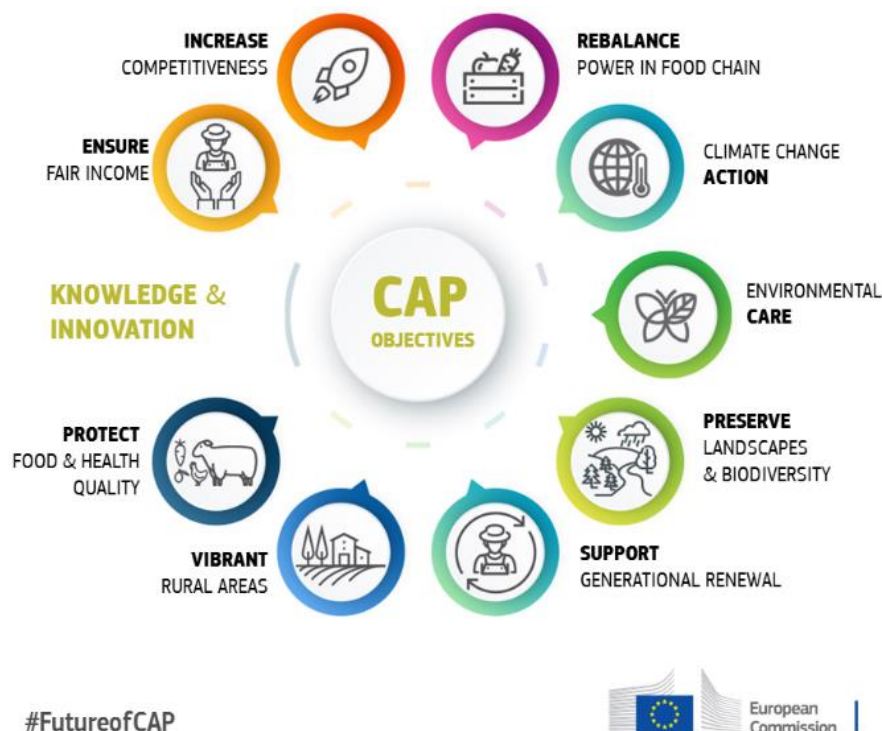 INCREASE
COMPETITIVENESS
REBALANCE
POWER IN FOOD CHAIN
ENSURE
FAIR INCOME
CLIMATE CHANGE
ACTION
KNOWLEDGE &
INNOVATION
CAP
OBJECTIVES
ENVIRONMENTAL
CARE
PROTECT
FOOD & HEALTH
QUALITY
PRESERVE
LANDSCAPES
& BIODIVERSITY
VIBRANT
RURAL AREAS
SUPPORT
GENERATIONAL RENEWAL
#FutureofCAP
European
Commission